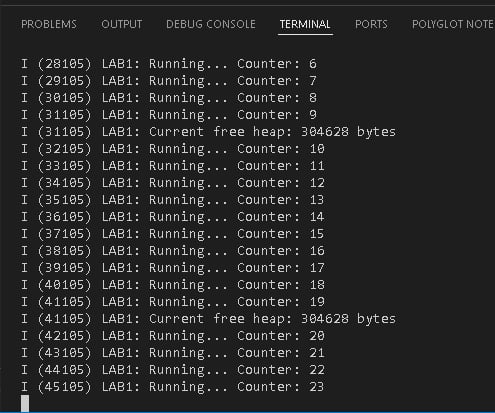 PROBLEMS OUTPUT DEBUG CONSOLE TERMINAL PORTS POLYGLOT NOTE
I (28105) LAB1: Running... Counter: 6
I (29105) LAB1: Running... Counter: 7
I (30105) LAB1: Running... Counter: 8
I (31105) LAB1: Running... Counter: 9
I (31105) LAB1: Current free heap: 304628 bytes
I (32105) LAB1: Running... Counter: 10
I (33105) LAB1: Running... Counter: 11
I (34105) LAB1: Running... Counter: 12
I (35105) LAB1: Running... Counter: 13
I (36105) LAB1: Running... Counter: 14
I (37105) LAB1: Running... Counter: 15
I (38105) LAB1: Running... Counter: 16
I (39105) LAB1: Running... Counter: 17
I (40105) LAB1: Running... Counter: 18
I (41105) LAB1: Running... Counter: 19
I (41105) LAB1: Current free heap: 304628 bytes
I (42105) LAB1: Running... Counter: 20
I (43105) LAB1: Running... Counter: 21
I (44105) LAB1: Running... Counter: 22
I (45105) LAB1: Running... Counter: 23